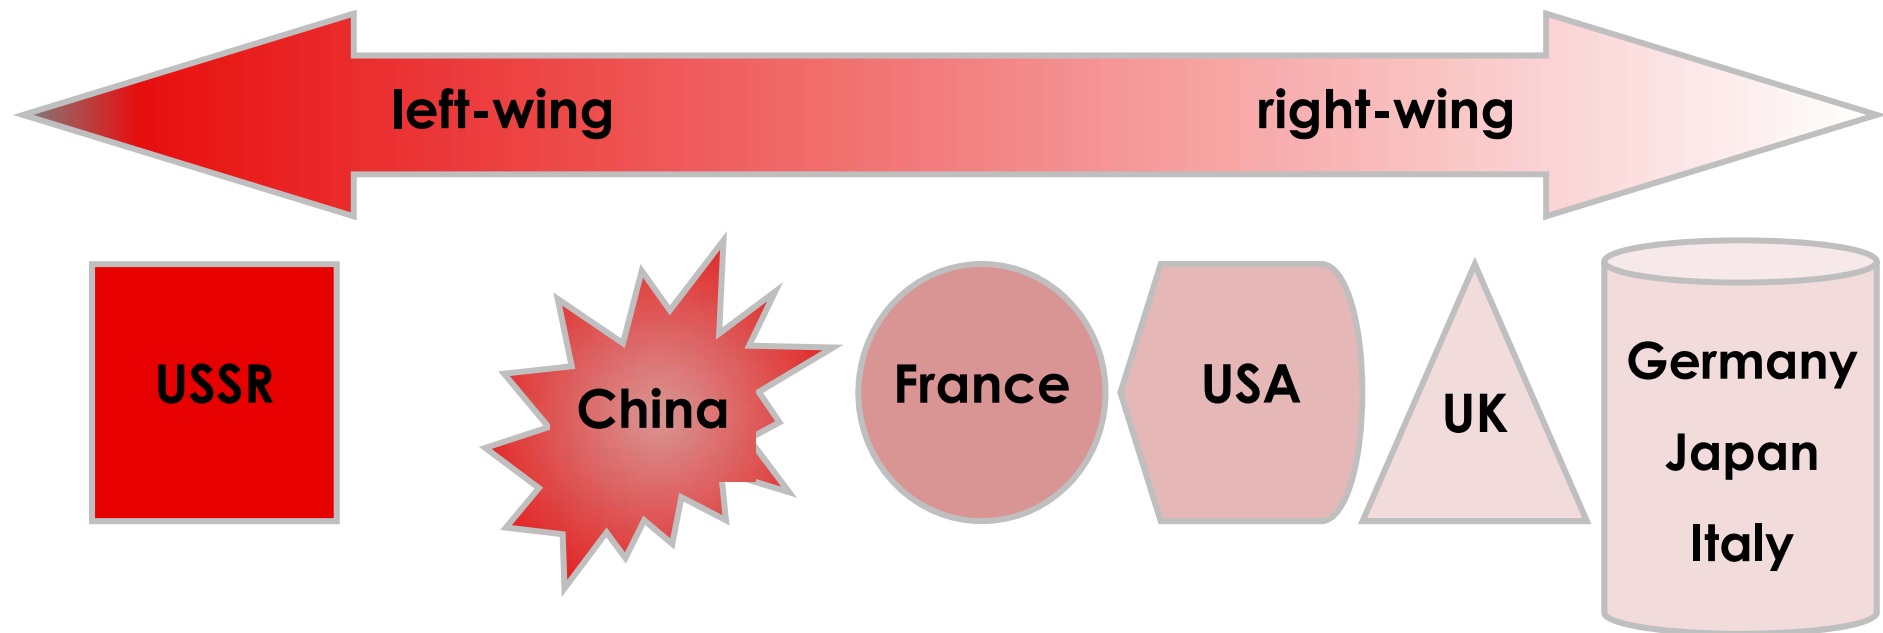 left-wing
right-wing
USSR
China
France
USA
UK
Germany
Japan
Italy